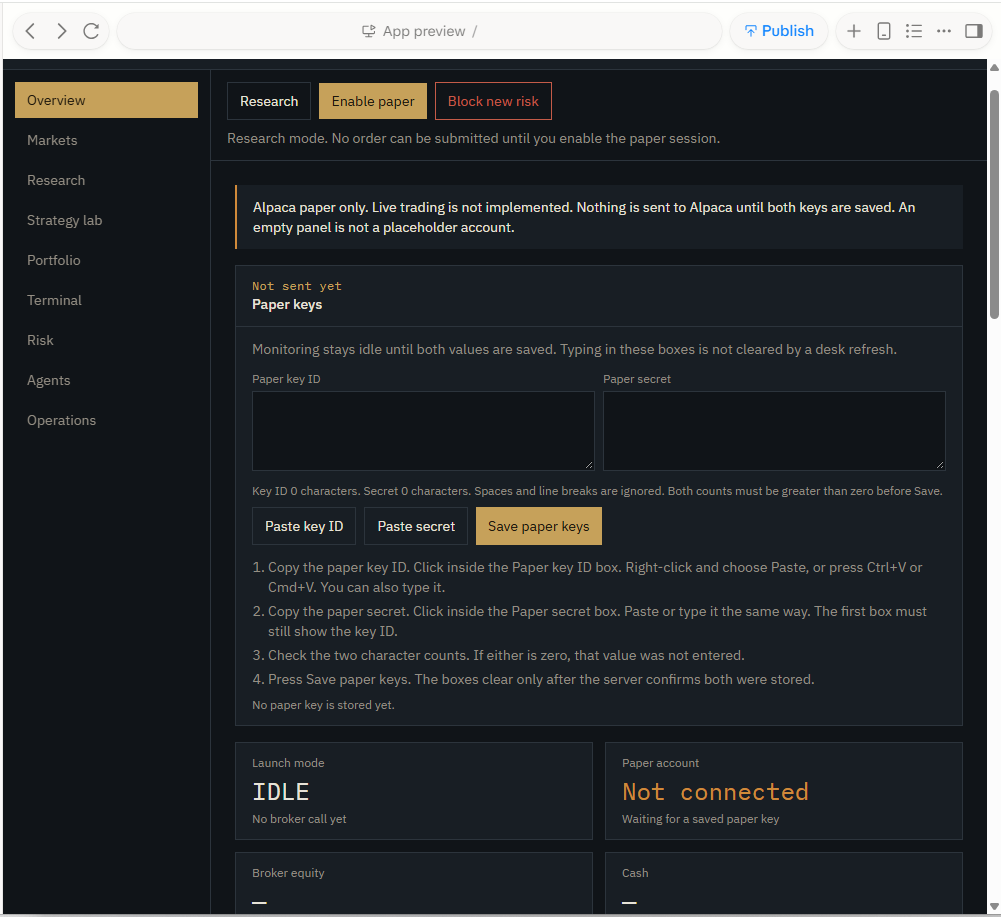 App preview /
Publish
Overview
Markets
Research
Strategy lab
Portfolio
Terminal
Risk
Agents
Operations
Research
Enable paper
Block new risk
Research mode. No order can be submitted until you enable the paper session.
Alpaca paper only. Live trading is not implemented. Nothing is sent to Alpaca until both keys are saved. An
empty panel is not a placeholder account.
Not sent yet
Paper keys
Monitoring stays idle until both values are saved. Typing in these boxes is not cleared by a desk refresh.
Paper key ID
Paper secret
Key ID 0 characters. Secret 0 characters. Spaces and line breaks are ignored. Both counts must be greater than zero before Save.
Paste key ID
Paste secret
Save paper keys
1. Copy the paper key ID. Click inside the Paper key ID box. Right-click and choose Paste, or press Ctrl+V or
Cmd+V. You can also type it.
2. Copy the paper secret. Click inside the Paper secret box. Paste or type it the same way. The first box must
still show the key ID.
3. Check the two character counts. If either is zero, that value was not entered.
4. Press Save paper keys. The boxes clear only after the server confirms both were stored.
No paper key is stored yet.
Launch mode
IDLE
No broker call yet
Paper account
Not connected
Waiting for a saved paper key
Broker equity
—
Cash
—